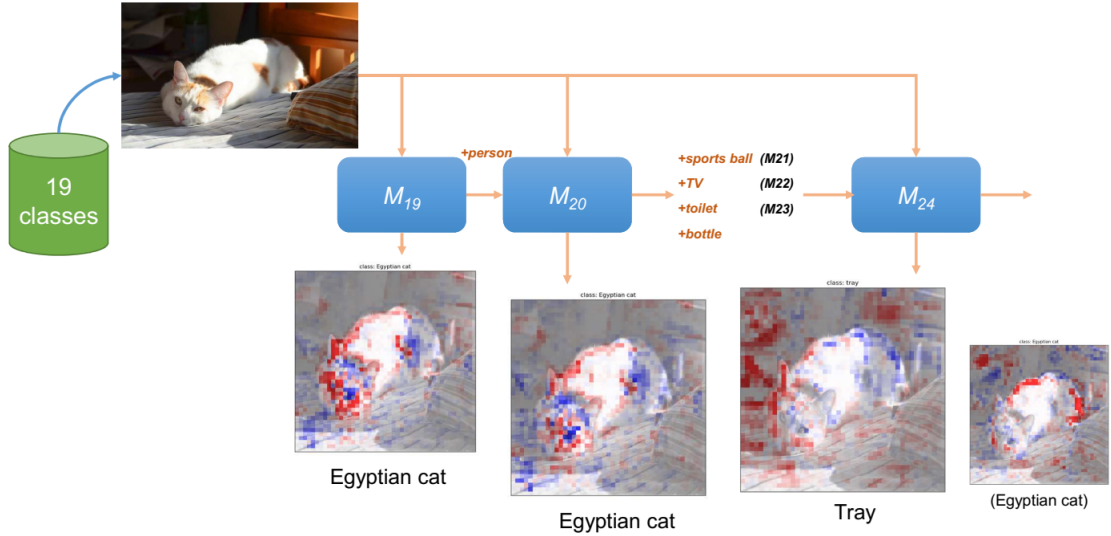 19
classes
+person
M19
M20
+sports ball (M21)
+TV (M22)
+toilet (M23)
+bottle
M24
class: Egyptian cat
class: Egyptian cat
class: tray
class: Egyptian cat
Egyptian cat
Egyptian cat
Tray
(Egyptian cat)